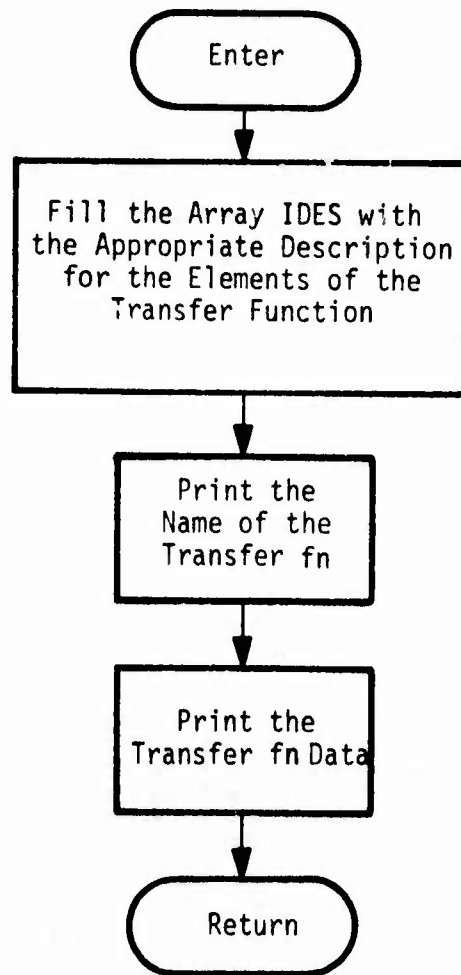 Enter
Fill the Array IDES with
the Appropriate Description
for the Elements of the
Transfer Function
Print the
Name of the
Transfer fn
Print the
Transfer fn Data
Return